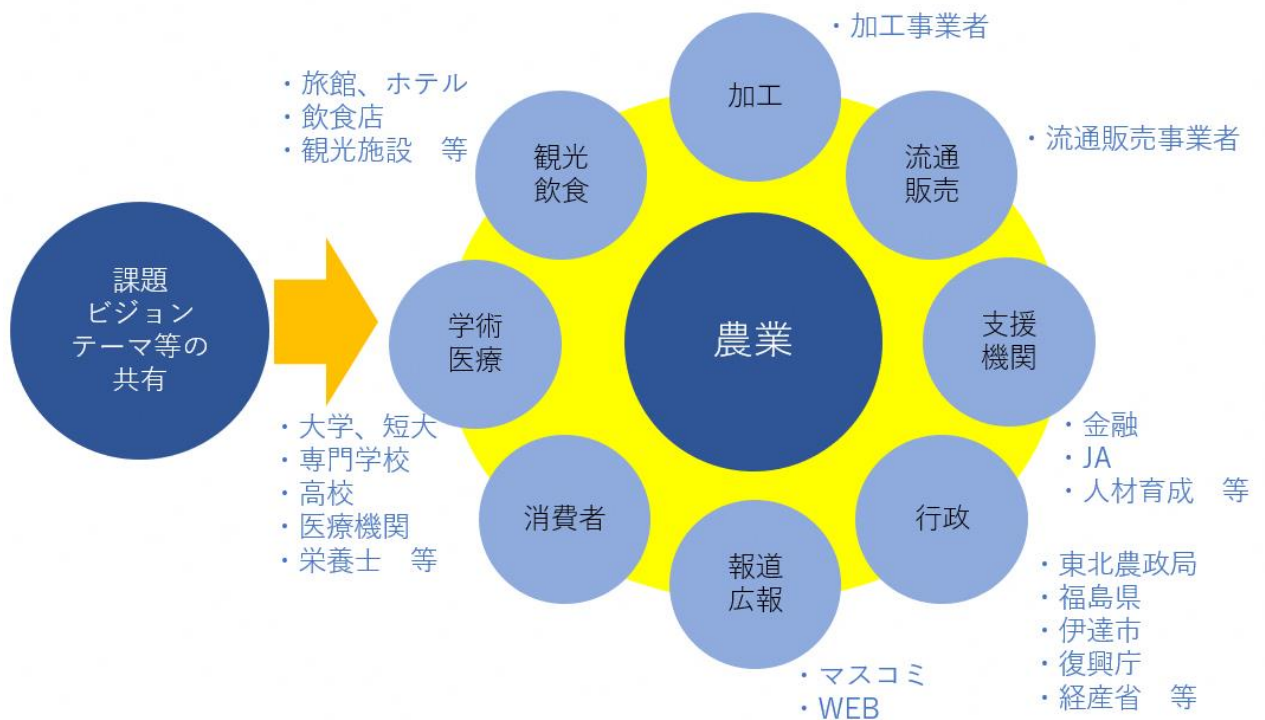 ・加工事業者
加工
・旅館、ホテル
・飲食店
・観光施設　等
観光
飲食
流通
販売
・流通販売事業者
課題
ビジョン
テーマ等の
共有
学術
医療
農業
支援
機関
・大学、短大
・専門学校
・高校
・医療機関
・栄養士　等
・金融
・JA
・人材育成　等
消費者
報道
広報
行政
・東北農政局
・福島県
・伊達市
・復興庁
・経産省　等
・マスコミ
・WEB